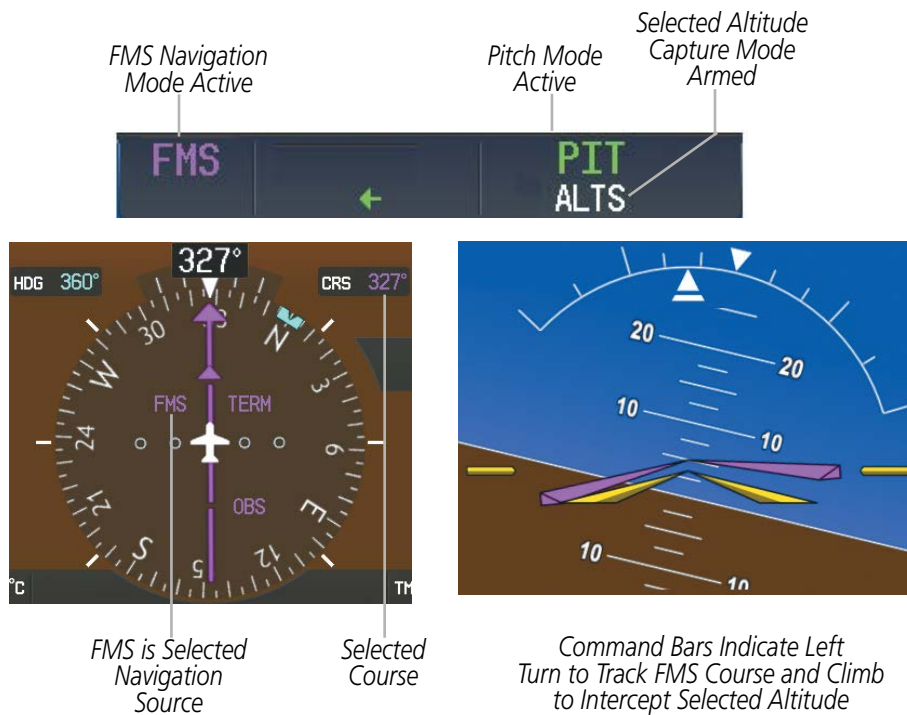 FMS Navigation
Mode Active
Pitch Mode
Active
Selected Altitude
Capture Mode
Armed
FMS
PIT
←
ALTS
327°
HDG 360°
CRS 327°
30
N
3
W
FMS
TERM
24
6
21
OBS
E
S
12
15
°C
TM
20
20
10
10
10
10
FMS is Selected
Navigation
Source
Selected
Course
Command Bars Indicate Left
Turn to Track FMS Course and Climb
to Intercept Selected Altitude